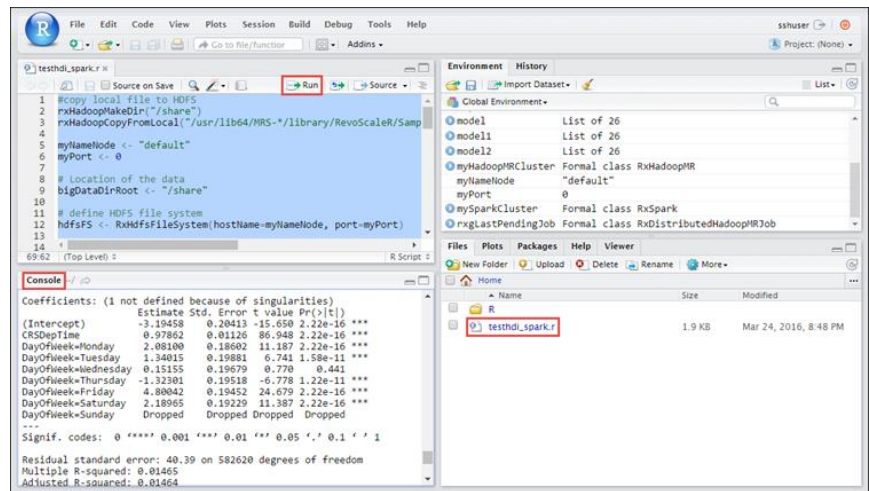 R
File Edit Code View Plots Session Build Debug Tools Help
sshuser
Go to file/function
Addins
Project: (None)
testhdi_spark.r
Source on Save
Run
Source
1 #copy local file to HDFS
2 rxHadoopMakeDir("/share")
3 rxHadoopCopyFromLocal("/usr/lib64/MRS-*/library/RevoScaleR/Samp
4
5 myNameNode <- "default"
6 myPort <- 0
7
8 # Location of the data
9 bigDataDirRoot <- "/share"
10
11 # define HDFS file system
12 hdfsFS <- RxHdfsFileSystem(hostName=myNameNode, port=myPort)
13
14
69:62 (Top Level) R Script
Console ~/
Coefficients: (1 not defined because of singularities)
Estimate Std. Error t value Pr(>|t|)
(Intercept) -3.19458 0.20413 -15.650 2.22e-16 ***
CRSDepTime 0.97862 0.01126 86.948 2.22e-16 ***
DayOfWeek=Monday 2.08100 0.18602 11.187 2.22e-16 ***
DayOfWeek=Tuesday 1.34015 0.19881 6.741 1.58e-11 ***
DayOfWeek=Wednesday 0.15155 0.19679 0.770 0.441
DayOfWeek=Thursday -1.32301 0.19518 -6.778 1.22e-11 ***
DayOfWeek=Friday 4.80042 0.19452 24.679 2.22e-16 ***
DayOfWeek=Saturday 2.18965 0.19229 11.387 2.22e-16 ***
DayOfWeek=Sunday Dropped Dropped Dropped Dropped
---
Signif. codes: 0 ‘***’ 0.001 ‘**’ 0.01 ‘*’ 0.05 ‘.’ 0.1 ‘ ’ 1
Residual standard error: 40.39 on 582620 degrees of freedom
Multiple R-squared: 0.01465
Adjusted R-squared: 0.01464
Environment History
Import Dataset
List
Global Environment
model List of 26
model1 List of 26
model2 List of 26
myHadoopMRCluster Formal class RxHadoopMR
myNameNode "default"
myPort 0
mySparkCluster Formal class RxSpark
rxgLastPendingJob Formal class RxDistributedHadoopMRJob
Files Plots Packages Help Viewer
New Folder Upload Delete Rename More
Home
Name Size Modified
R
testhdi_spark.r 1.9 KB Mar 24, 2016, 8:48 PM